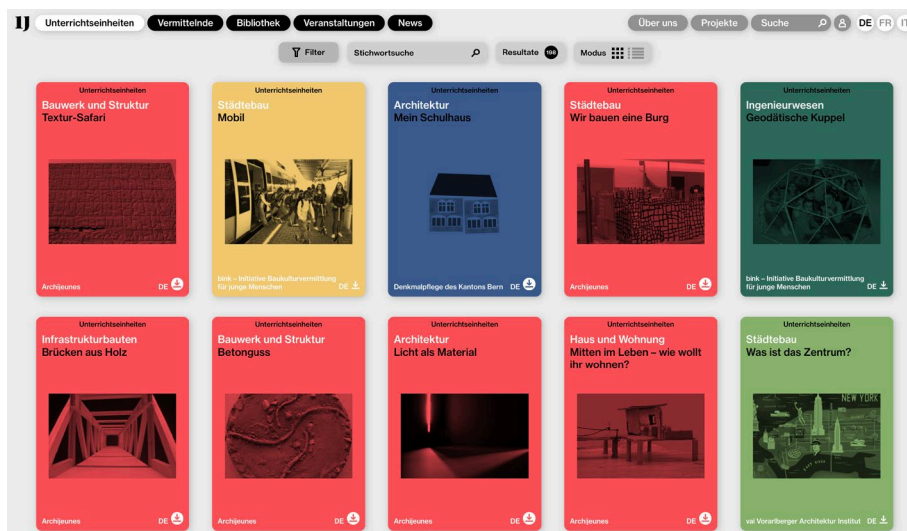 IJ Unterrichtseinheiten Vermittelnde Bibliothek Veranstaltungen News Über uns Projekte Suche DE FR IT
Filter Stichwortsuche Resultate 198 Modus
Unterrichtseinheiten
Bauwerk und Struktur
Textur-Safari
Archijeunes DE
Unterrichtseinheiten
Städtebau
Mobil
bink – Initiative Baukulturvermittlung
für junge Menschen DE
Unterrichtseinheiten
Architektur
Mein Schulhaus
Denkmalpflege des Kantons Bern DE
Unterrichtseinheiten
Städtebau
Wir bauen eine Burg
Archijeunes DE
Unterrichtseinheiten
Ingenieurwesen
Geodätische Kuppel
bink – Initiative Baukulturvermittlung
für junge Menschen DE
Unterrichtseinheiten
Infrastrukturbauten
Brücken aus Holz
Archijeunes DE
Unterrichtseinheiten
Bauwerk und Struktur
Betonguss
Archijeunes DE
Unterrichtseinheiten
Architektur
Licht als Material
Archijeunes DE
Unterrichtseinheiten
Haus und Wohnung
Mitten im Leben – wie wollt
ihr wohnen?
Archijeunes DE
Unterrichtseinheiten
Städtebau
Was ist das Zentrum?
NEW YORK
vai Vorarlberger Architektur Institut DE